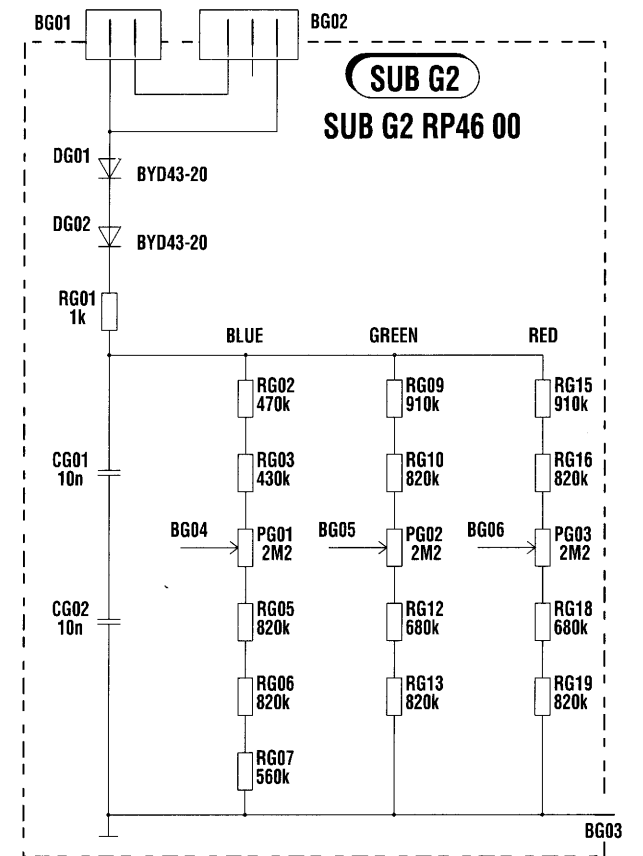 BG01
BG02
SUB G2
SUB G2 RP46 00
DG01
BYD43-20
DG02
BYD43-20
RG01
1k
BLUE
GREEN
RED
RG02
470k
RG09
910k
RG15
910k
CG01
10n
RG03
430k
RG10
820k
RG16
820k
BG04
PG01
2M2
BG05
PG02
2M2
BG06
PG03
2M2
CG02
10n
RG05
820k
RG12
680k
RG18
680k
RG06
820k
RG13
820k
RG19
820k
RG07
560k
BG03